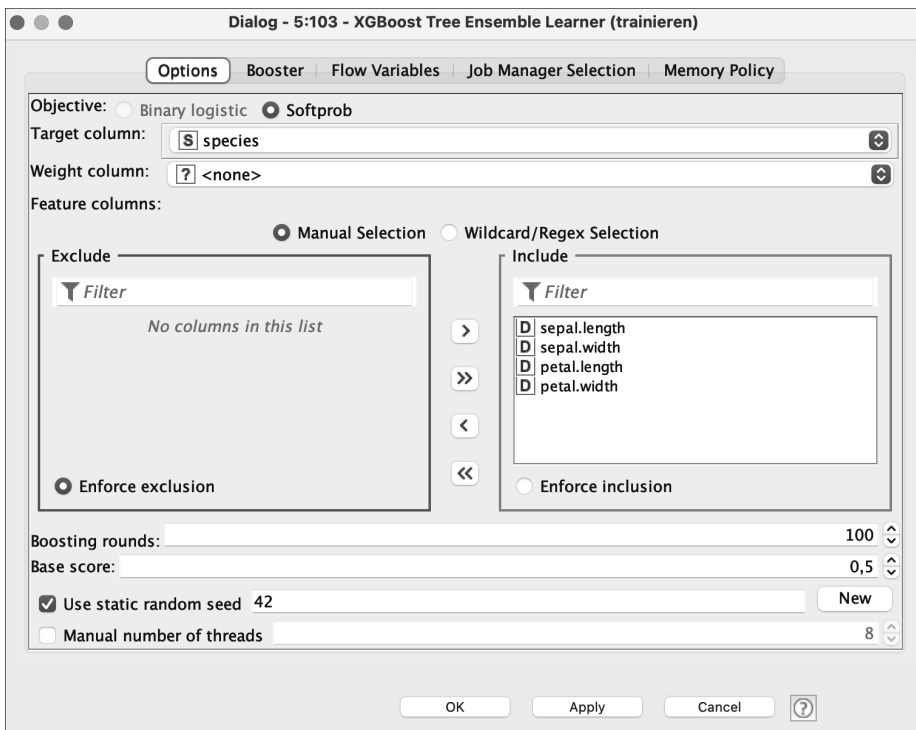 Dialog - 5:103 - XGBoost Tree Ensemble Learner (trainieren)
Options Booster Flow Variables Job Manager Selection Memory Policy
Objective: Binary logistic Softprob
Target column: S species
Weight column: ? <none>
Feature columns:
Manual Selection Wildcard/Regex Selection
Exclude
Filter
No columns in this list
Enforce exclusion
>
>>
<
<<
Include
Filter
D sepal.length
D sepal.width
D petal.length
D petal.width
Enforce inclusion
Boosting rounds: 100
Base score: 0,5
Use static random seed 42 New
Manual number of threads 8
OK Apply Cancel ?